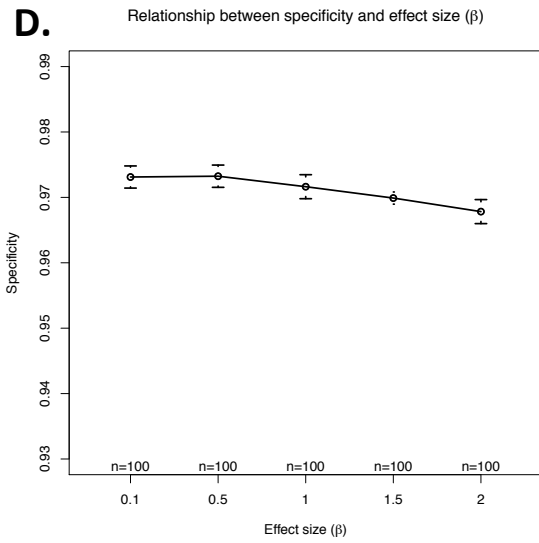 D.
Relationship between specificity and effect size (β)
0.99
0.98
0.97
0.96
0.95
0.94
0.93
Specificity
n=100 n=100 n=100 n=100 n=100
0.1 0.5 1 1.5 2
Effect size (β)